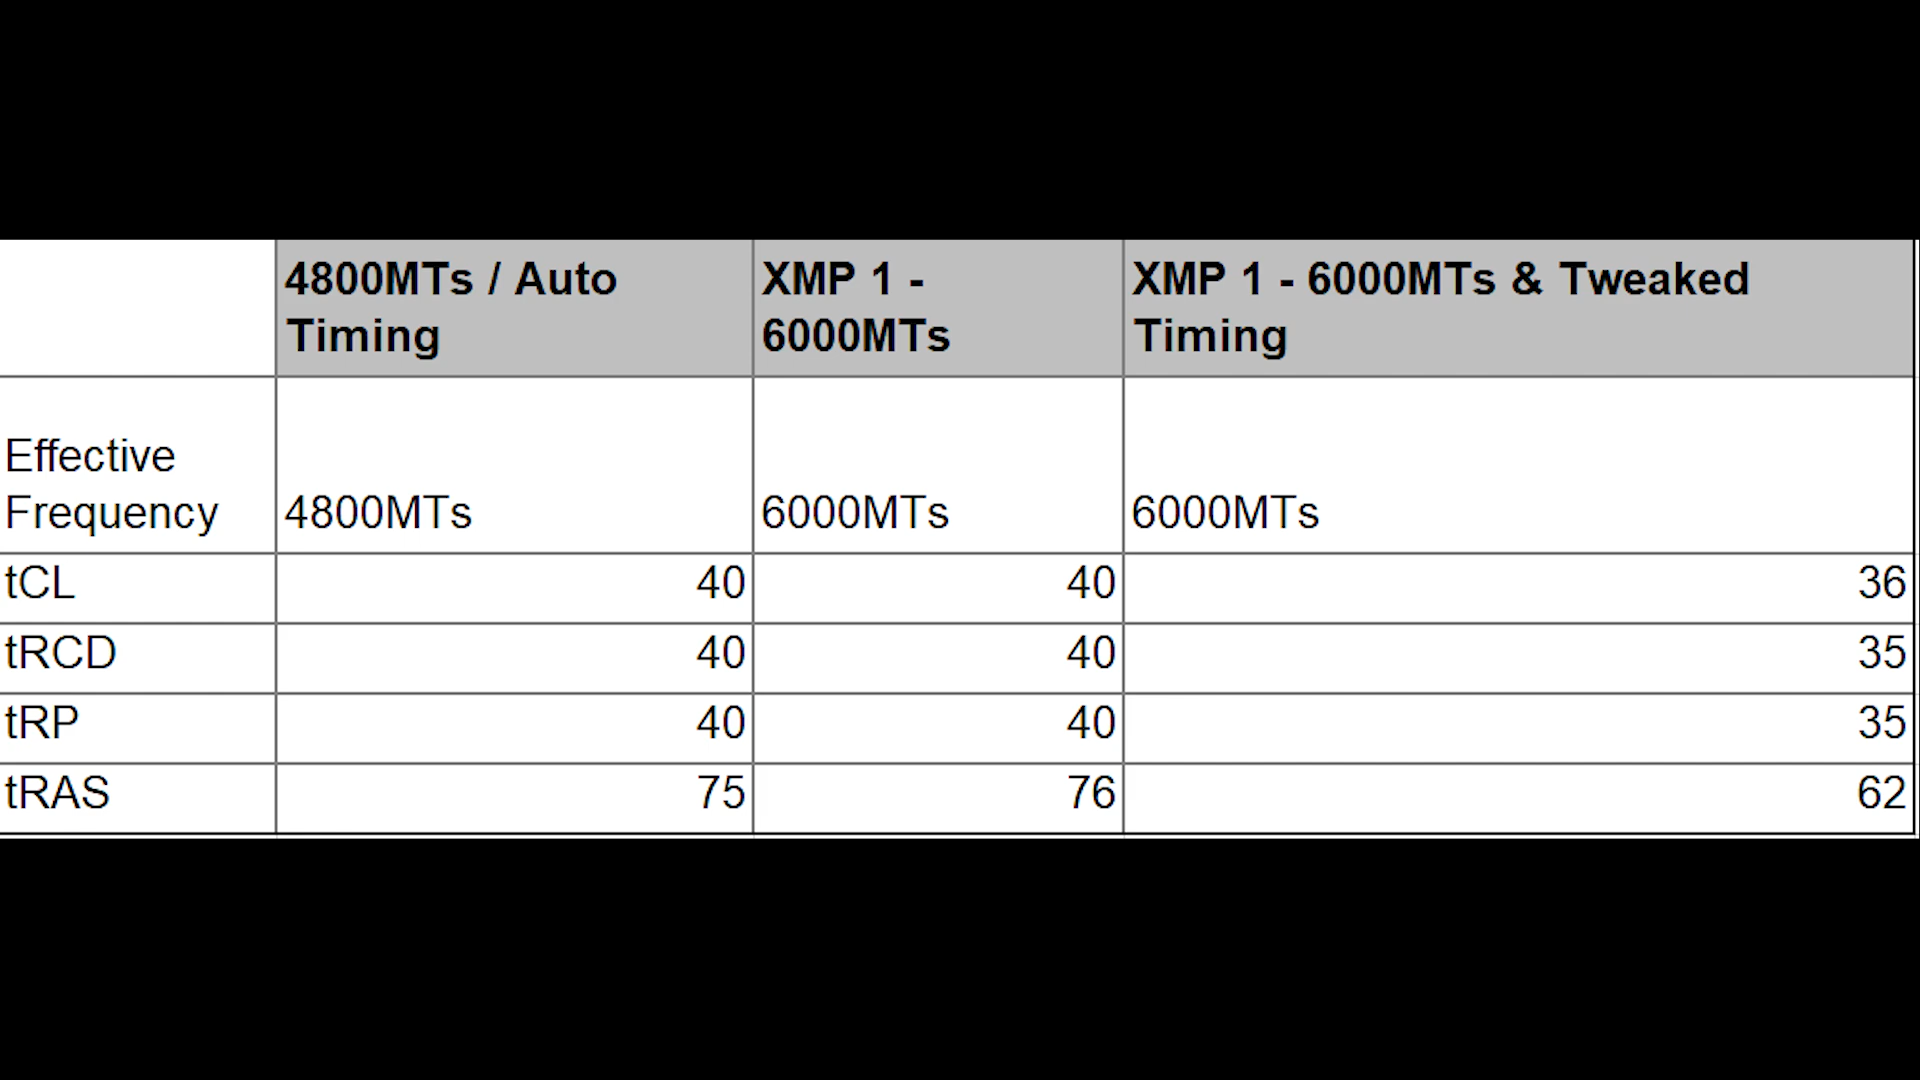 4800MTs / Auto Timing XMP 1 - 6000MTs XMP 1 - 6000MTs & Tweaked Timing
Effective Frequency 4800MTs 6000MTs 6000MTs
tCL 40 40 36
tRCD 40 40 35
tRP 40 40 35
tRAS 75 76 62